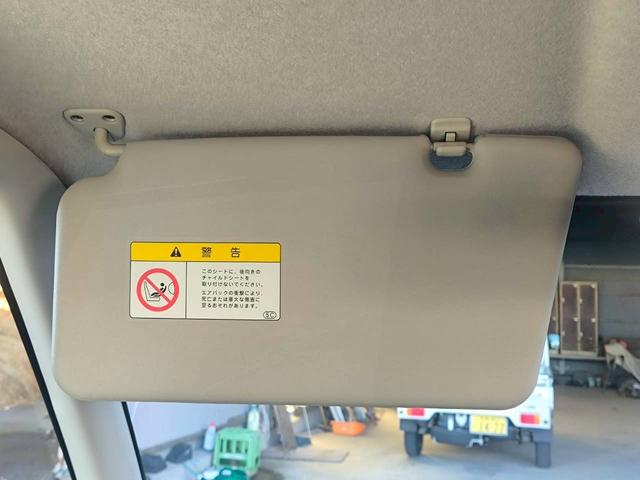 警告
このシートに、後向きの
チャイルドシートを
取り付けないでください。
エアバックの衝撃により、
死亡または重大な傷害に
至るおそれがあります。
SC
14-37